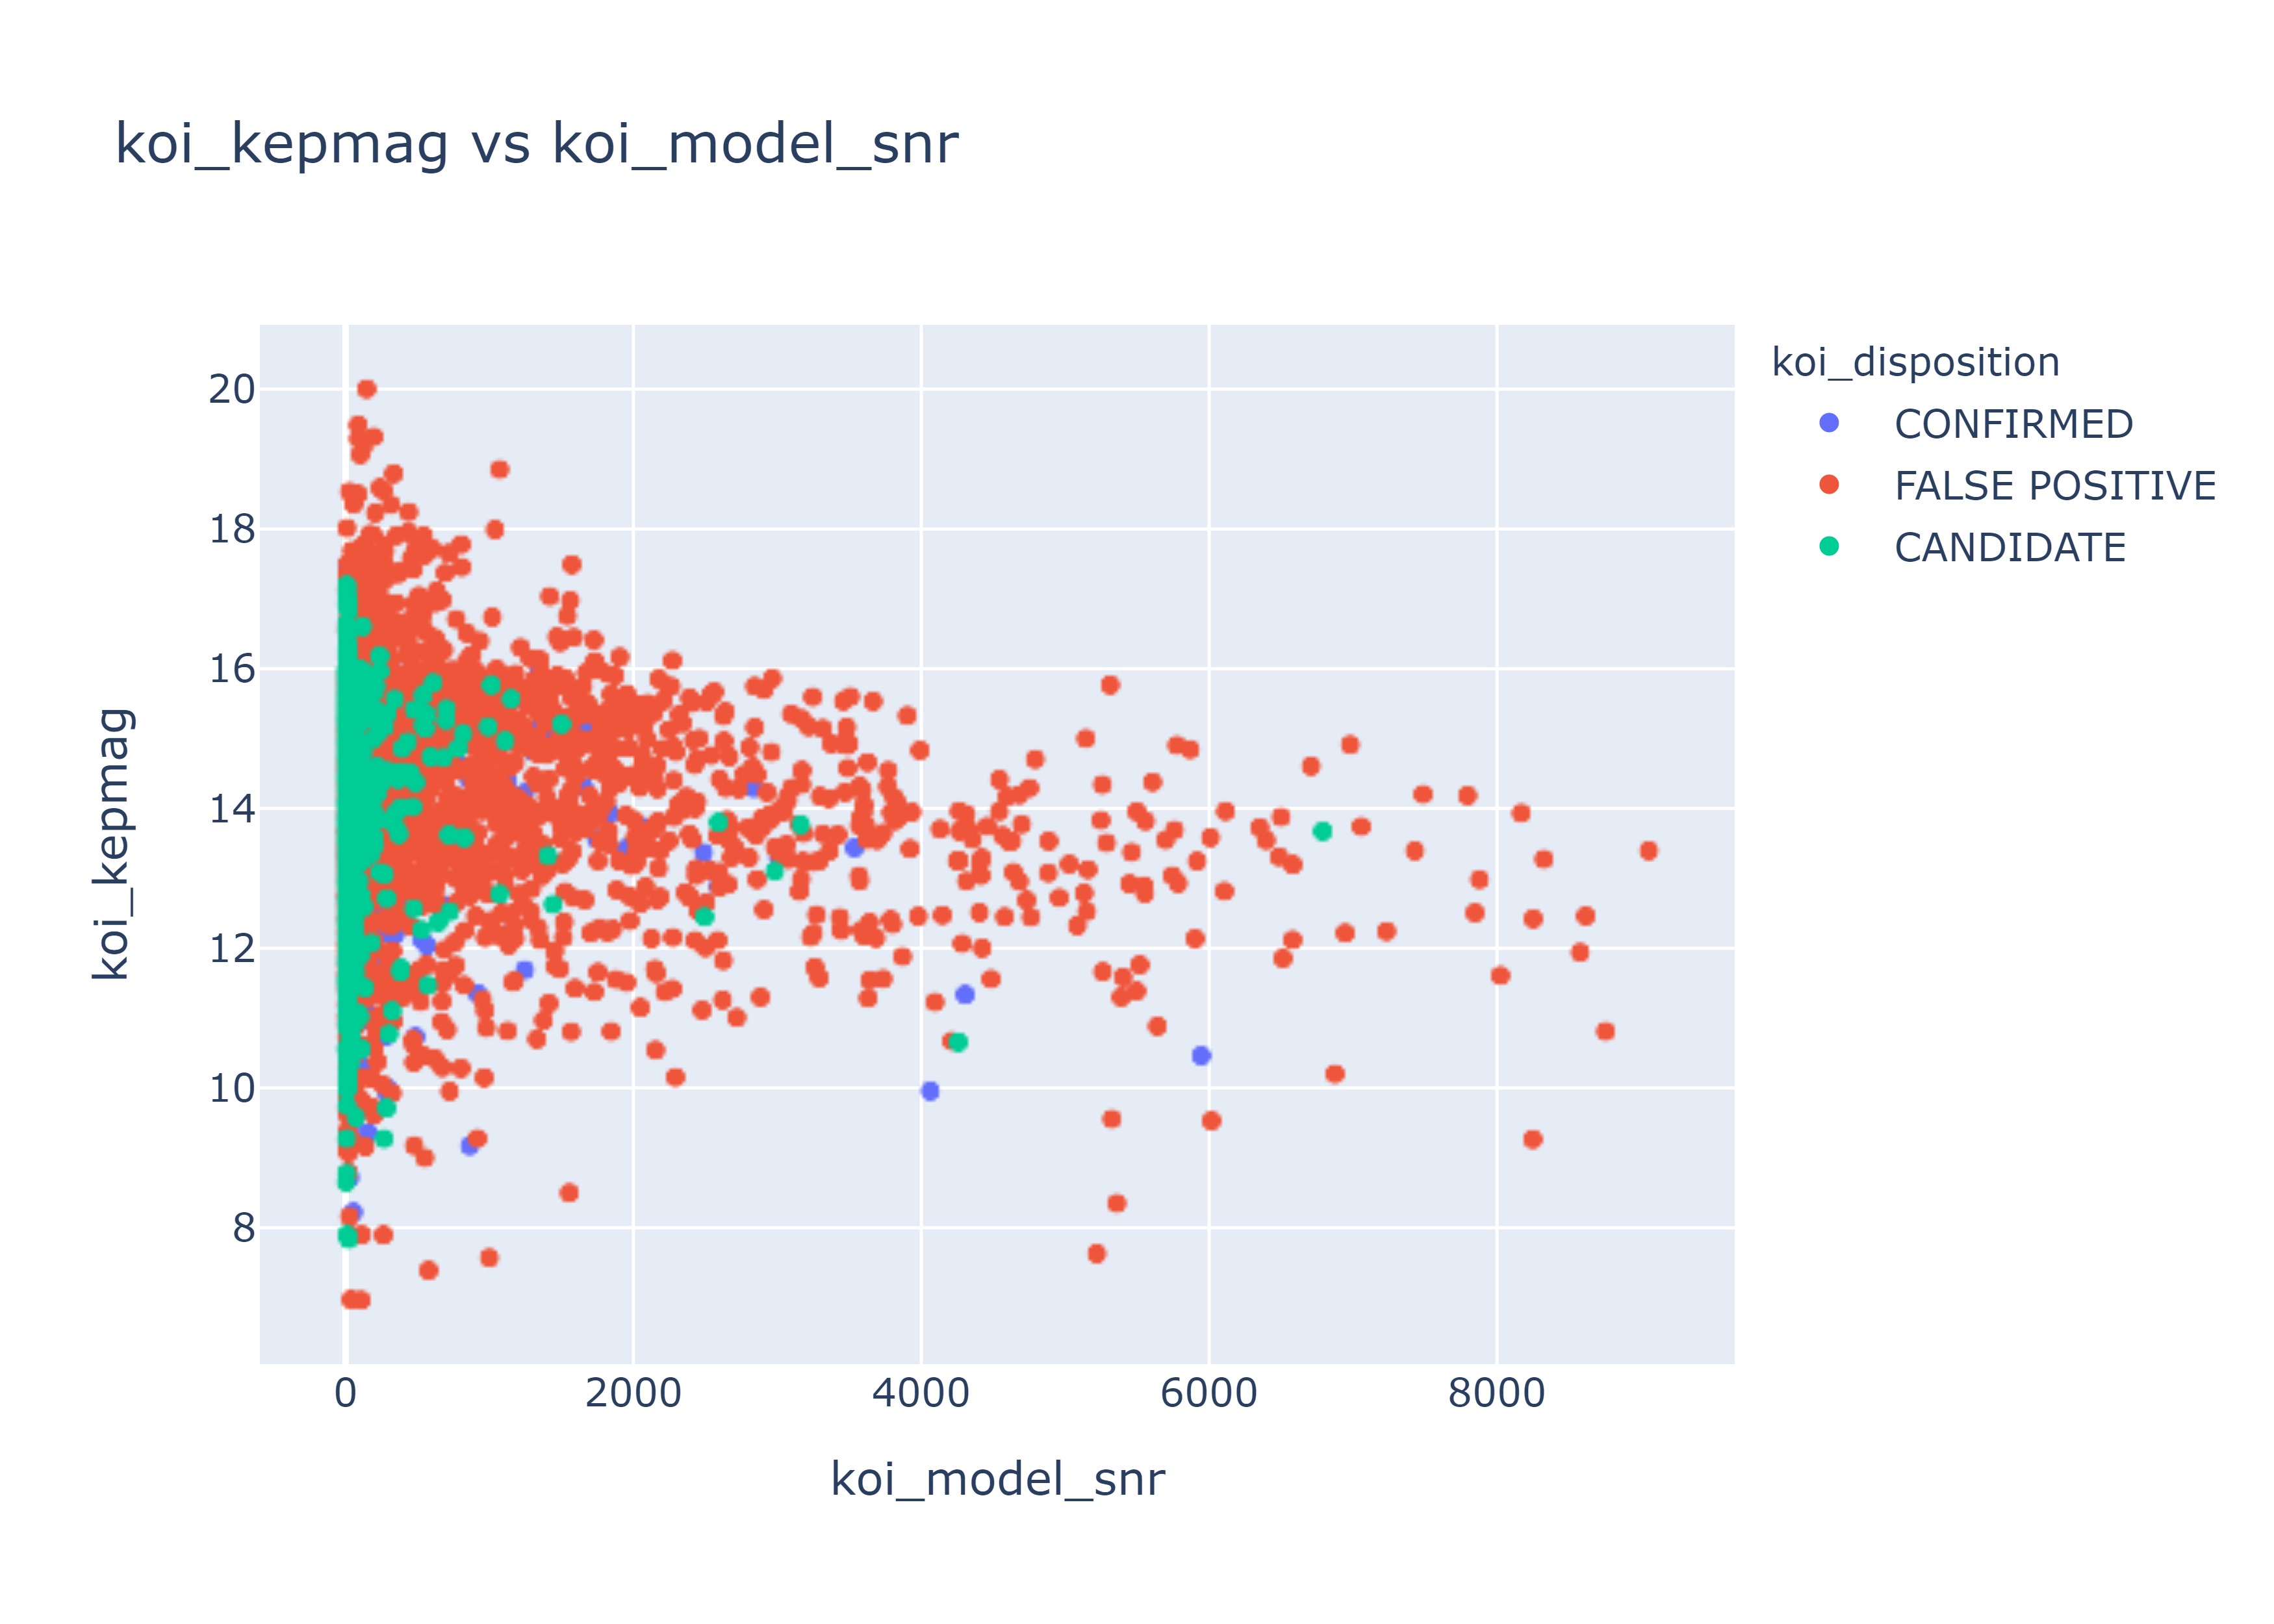 koi_kepmag vs koi_model_snr
koi_disposition
CONFIRMED
FALSE POSITIVE
CANDIDATE
koi_kepmag
20
18
16
14
12
10
8
0 2000 4000 6000 8000
koi_model_snr